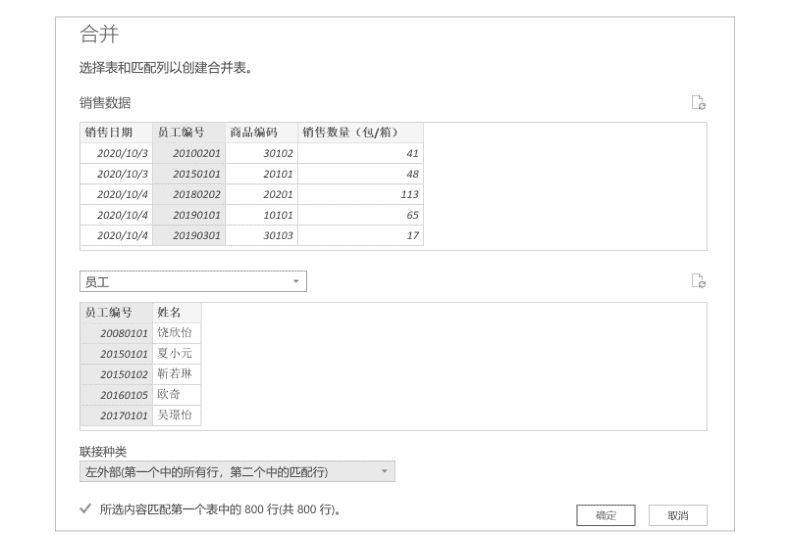 合并
选择表和匹配列以创建合并表。
销售数据
销售日期 员工编号 商品编码 销售数量（包/箱）
2020/10/3 20100201 30102 41
2020/10/3 20150101 20101 48
2020/10/4 20180202 20201 113
2020/10/4 20190101 10101 65
2020/10/4 20190301 30103 17
员工
员工编号 姓名
20080101 饶欣怡
20150101 夏小元
20150102 靳若琳
20160105 欧奇
20170101 吴璟怡
联接种类
左外部(第一个中的所有行，第二个中的匹配行)
所选内容匹配第一个表中的 800 行(共 800 行)。
确定 取消